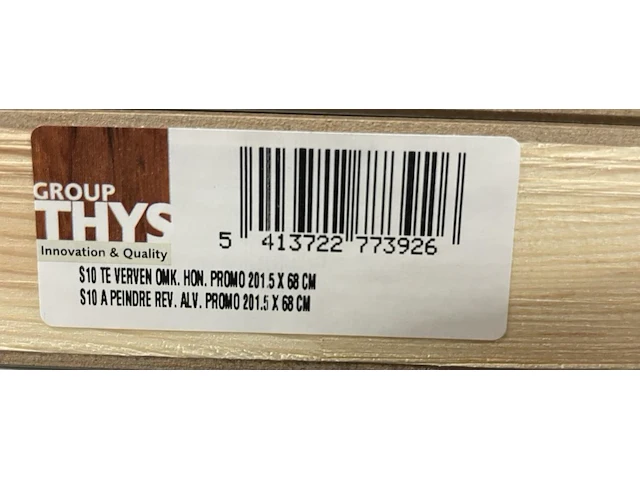 GROUP
THYS
Innovation & Quality
5 413722 773926
S10 TE VERVEN OMK. HON. PROMO 201.5 X 68 CM
S10 A PEINDRE REV. ALV. PROMO 201.5 X 68 CM